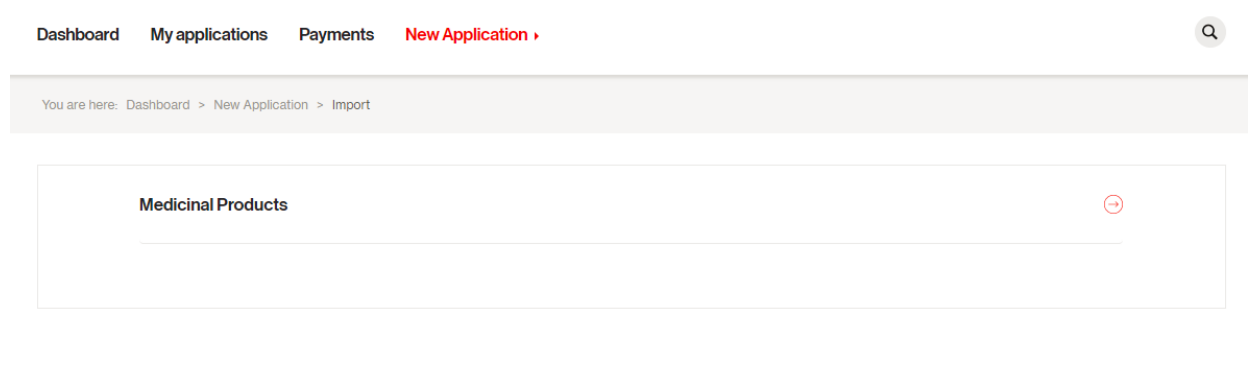 Dashboard My applications Payments New Application
You are here: Dashboard > New Application > Import
Medicinal Products